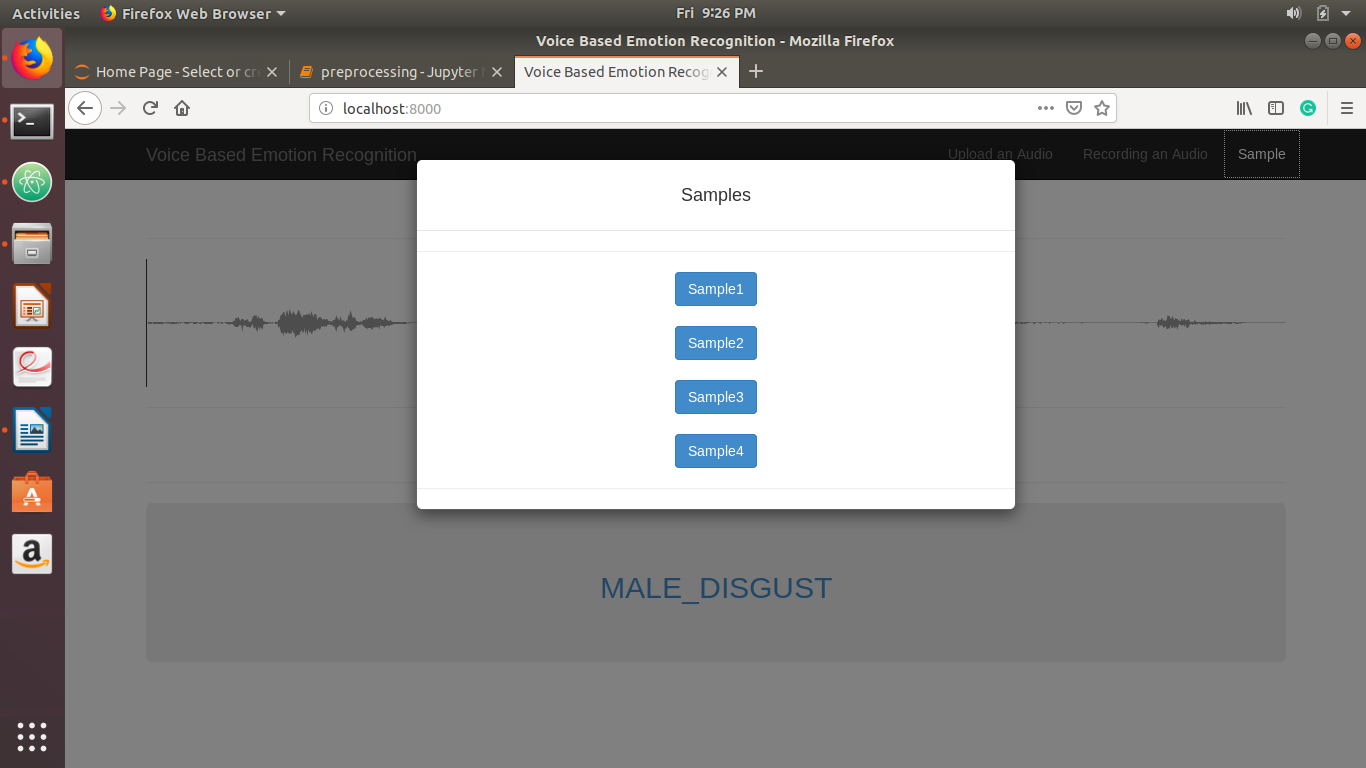 Activities Firefox Web Browser Fri 9:26 PM
Voice Based Emotion Recognition - Mozilla Firefox
Home Page - Select or cr preprocessing - Jupyter Voice Based Emotion Recog
localhost:8000
Voice Based Emotion Recognition Upload an Audio Recording an Audio Sample
Samples
Sample1
Sample2
Sample3
Sample4
MALE_DISGUST